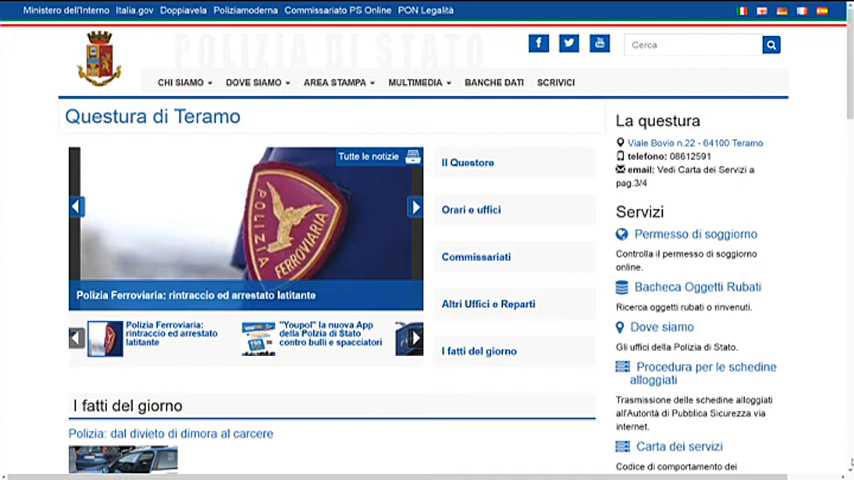 Ministero dell'Interno Italia.gov Doppiavela Poliziamoderna Commissariato PS Online PON Legalità
POLIZIA DI STATO
Cerca
CHI SIAMO DOVE SIAMO AREA STAMPA MULTIMEDIA BANCHE DATI SCRIVICI
Questura di Teramo
Tutte le notizie
POLIZIA FERROVIARIA
Polizia Ferroviaria: rintraccio ed arrestato latitante
Polizia Ferroviaria:
rintraccio ed arrestato
latitante
"Youpol" la nuova App
della Polzia di Stato
contro bulli e spacciatori
Il Questore
Orari e uffici
Commissariati
Altri Uffici e Reparti
I fatti del giorno
I fatti del giorno
Polizia: dal divieto di dimora al carcere
La questura
Viale Bovio n.22 - 64100 Teramo
telefono: 08612591
email: Vedi Carta dei Servizi a
pag.3/4
Servizi
Permesso di soggiorno
Controlla il permesso di soggiorno
online.
Bacheca Oggetti Rubati
Ricerca oggetti rubati o rinvenuti.
Dove siamo
Gli uffici della Polizia di Stato.
Procedura per le schedine
alloggiati
Trasmissione delle schedine alloggiati
all'Autorità di Pubblica Sicurezza via
internet.
Carta dei servizi
Codice di comportamento dei